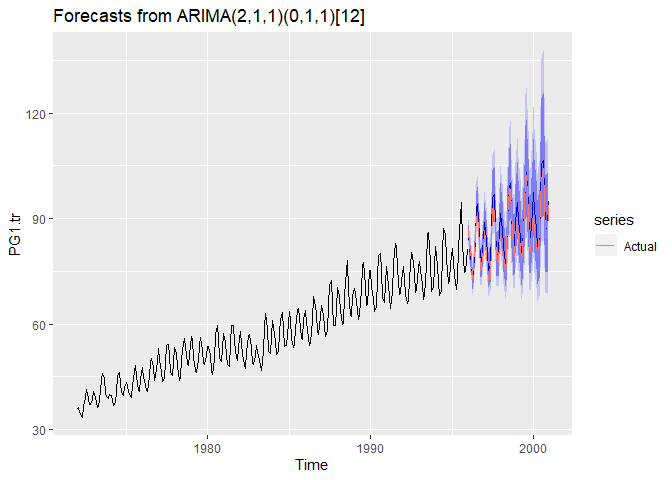 Forecasts from ARIMA(2,1,1)(0,1,1)[12]
PG1.tr
120
90
60
30
1980
1990
2000
Time
series
Actual